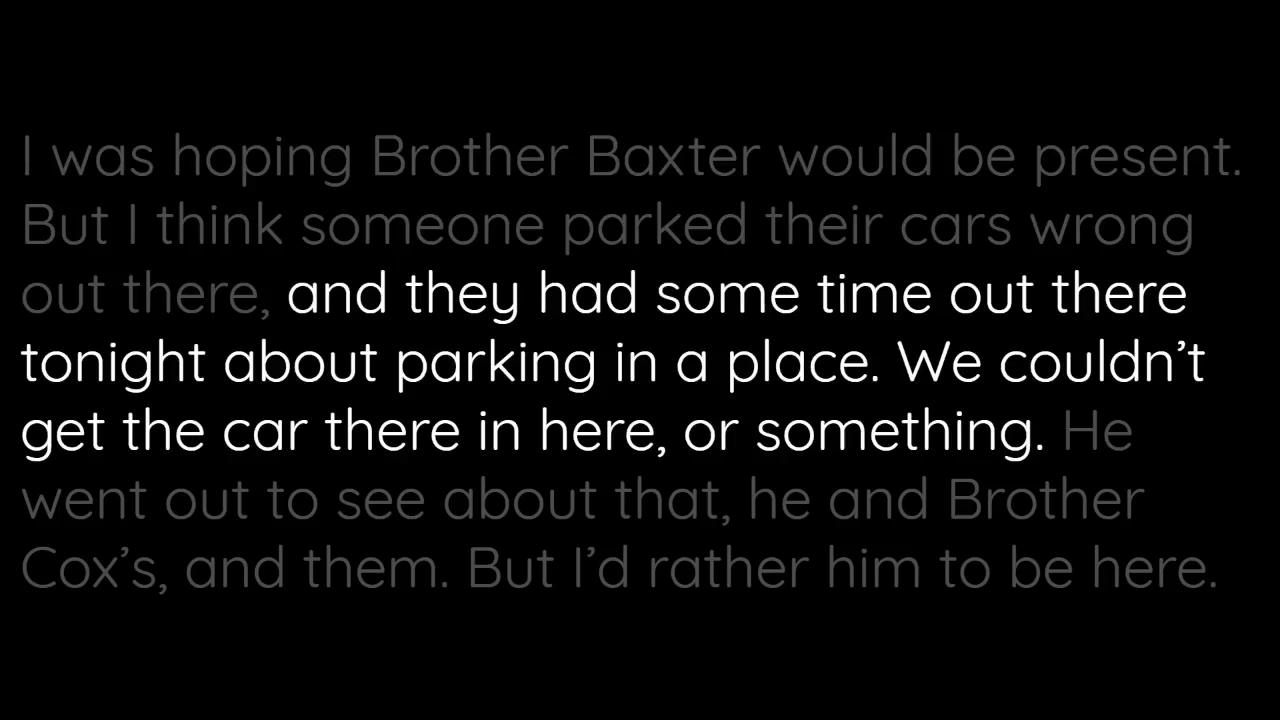 I was hoping Brother Baxter would be present.
But I think someone parked their cars wrong
out there, and they had some time out there
tonight about parking in a place. We couldn’t
get the car there in here, or something. He
went out to see about that, he and Brother
Cox’s, and them. But I’d rather him to be here.